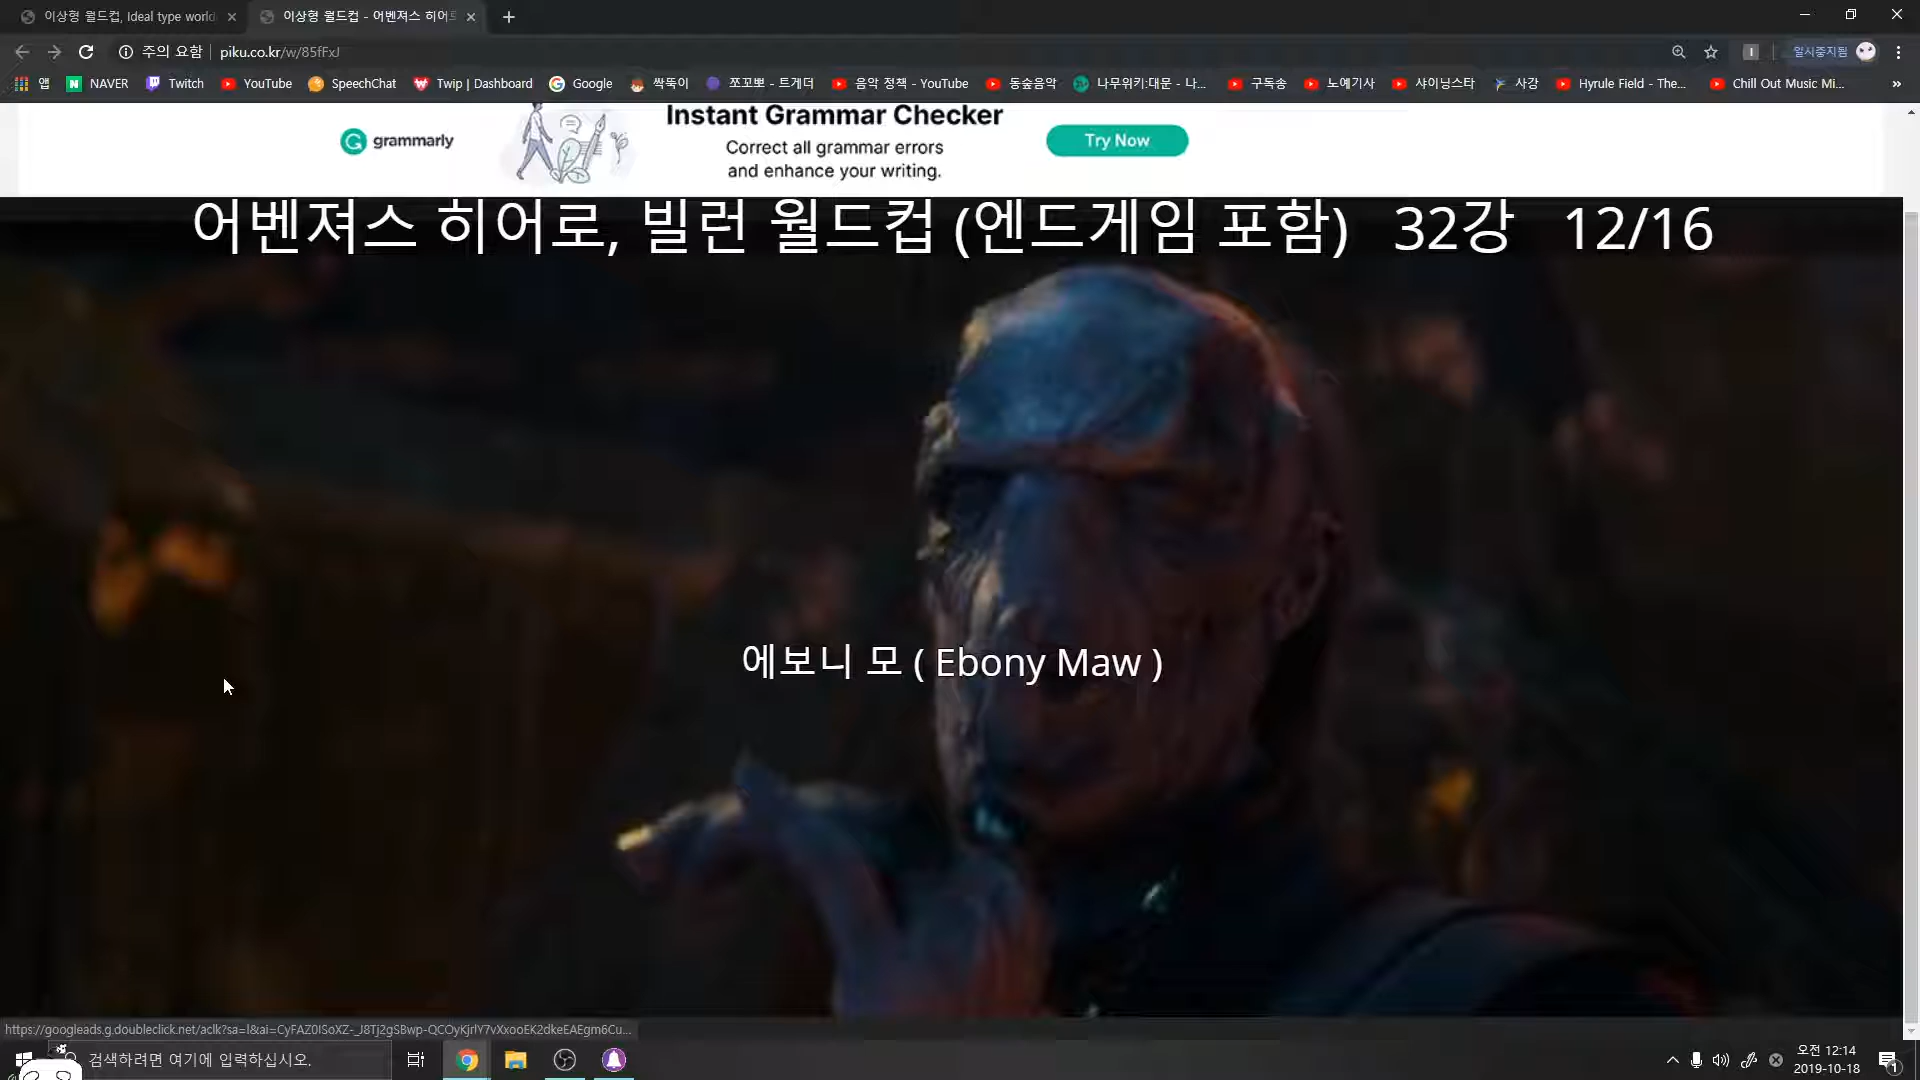 이상형 월드컵, Ideal type world
이상형 월드컵 - 어벤져스 히어로
주의 요함
piku.co.kr/w/85fFxJ
일시중지됨
앱
NAVER
Twitch
YouTube
SpeechChat
Twip | Dashboard
Google
싹뚝이
쪼꼬뽀 - 트게더
음악 정책 - YouTube
동숲음악
나무위키:대문 - 나...
구독송
노예기사
샤이닝스타
사강
Hyrule Field - The...
Chill Out Music Mi...
»
grammarly
Instant Grammar Checker
Correct all grammar errors
and enhance your writing.
Try Now
어벤져스 히어로, 빌런 월드컵 (엔드게임 포함) 32강 12/16
에보니 모 ( Ebony Maw )
검색하려면 여기에 입력하십시오.
오전 12:14
2019-10-18
1